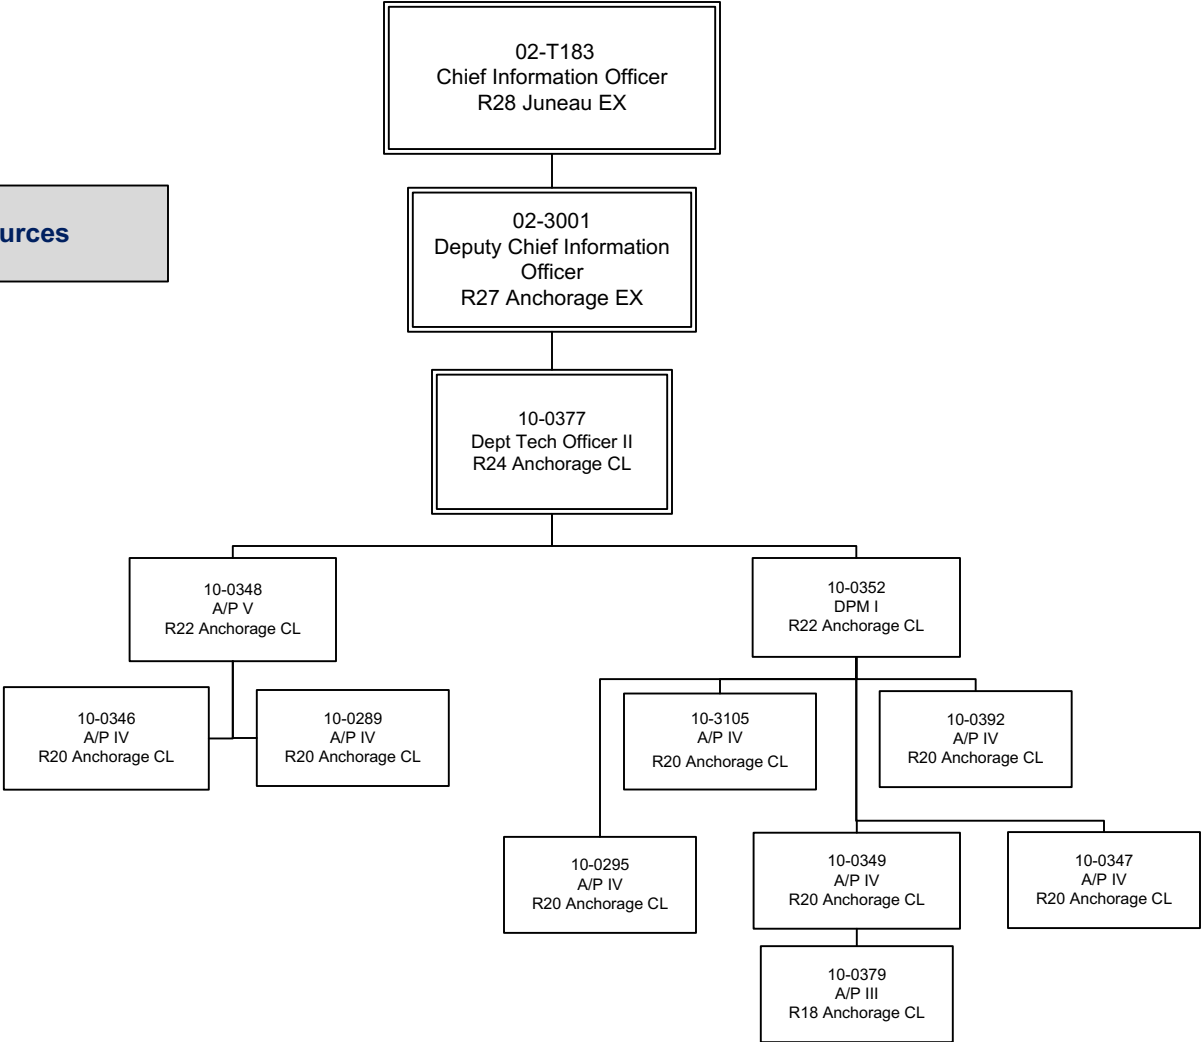 02-T183
Chief Information Officer
R28 Juneau EX
urces
02-3001
Deputy Chief Information
Officer
R27 Anchorage EX
10-0377
Dept Tech Officer II
R24 Anchorage CL
10-0348
A/P V
R22 Anchorage CL
10-0352
DPM I
R22 Anchorage CL
10-0346
A/P IV
R20 Anchorage CL
10-0289
A/P IV
R20 Anchorage CL
10-3105
A/P IV
R20 Anchorage CL
10-0392
A/P IV
R20 Anchorage CL
10-0295
A/P IV
R20 Anchorage CL
10-0349
A/P IV
R20 Anchorage CL
10-0347
A/P IV
R20 Anchorage CL
10-0379
A/P III
R18 Anchorage CL